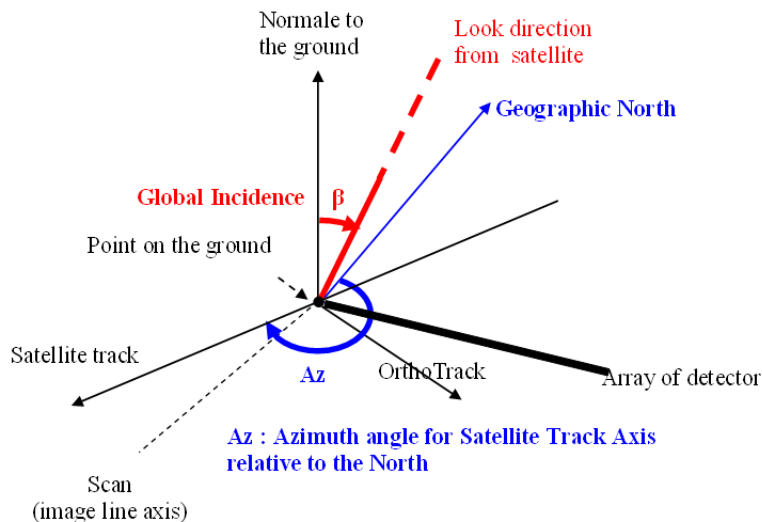 Normale to
the ground
Look direction
from satellite
Geographic North
Global Incidence
β
Point on the ground
Satellite track
Az
OrthoTrack
Array of detector
Az : Azimuth angle for Satellite Track Axis
relative to the North
Scan
(image line axis)